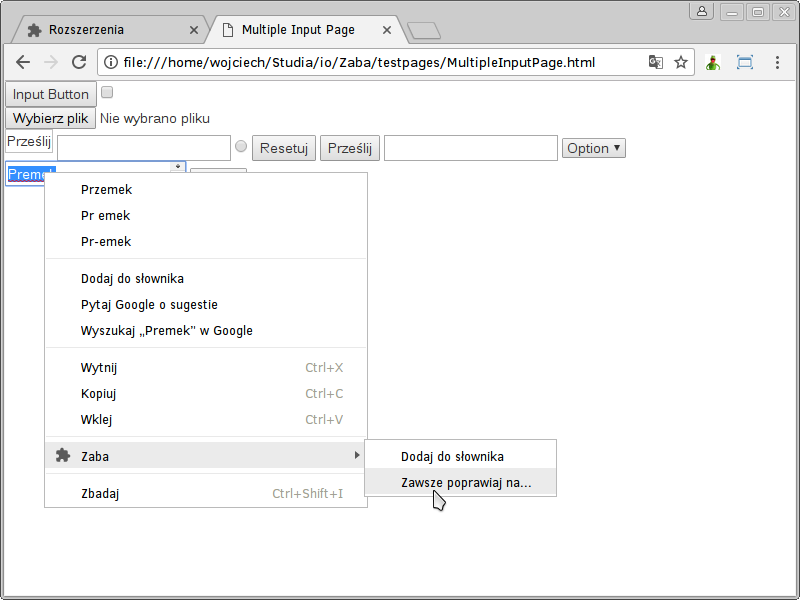 Rozszerzenia
Multiple Input Page
file:///home/wojciech/Studia/io/Zaba/testpages/MultipleInputPage.html
Input Button
Wybierz plik Nie wybrano pliku
Prześlij Resetuj Prześlij Option
Premek
Przemek
Pr emek
Pr-emek
Dodaj do słownika
Pytaj Google o sugestie
Wyszukaj „Premek” w Google
Wytnij Ctrl+X
Kopiuj Ctrl+C
Wklej Ctrl+V
Zaba
Dodaj do słownika
Zawsze poprawiaj na...
Zbadaj Ctrl+Shift+I